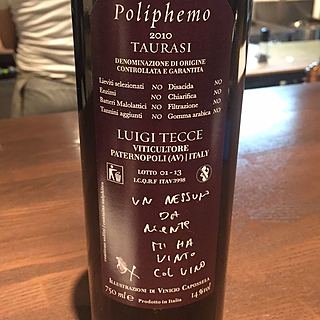 Poliphemo
2010
TAURASI
DENOMINAZIONE DI ORIGINE
CONTROLLATA E GARANTITA
Lieviti selezionati NO Disacida NO
Enzimi NO Chiarifica NO
Batteri Malolattici NO Filtrazione NO
Tannini aggiunti NO Gomma arabica NO
LUIGI TECCE
VITICULTORE
PATERNOPOLI (AV) | ITALY
LOTTO 01-13
I.C.Q.R.F ITAV3998
UN NESSUNO
DA
NIENTE
MI HA
VINTO
COL VINO
ILLUSTRAZIONI DI VINICIO CAPOSSELA
750 ml e 14 %vol
Prodotto in Italia